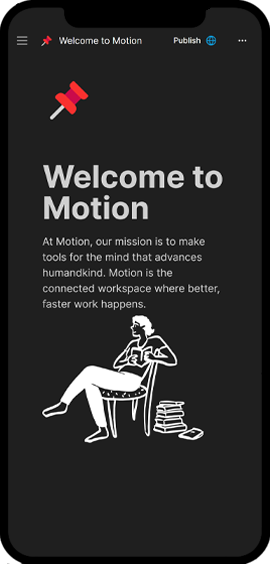 Welcome to Motion
Publish
Welcome to
Motion
At Motion, our mission is to make
tools for the mind that advances
humandkind. Motion is the
connected workspace where better,
faster work happens.